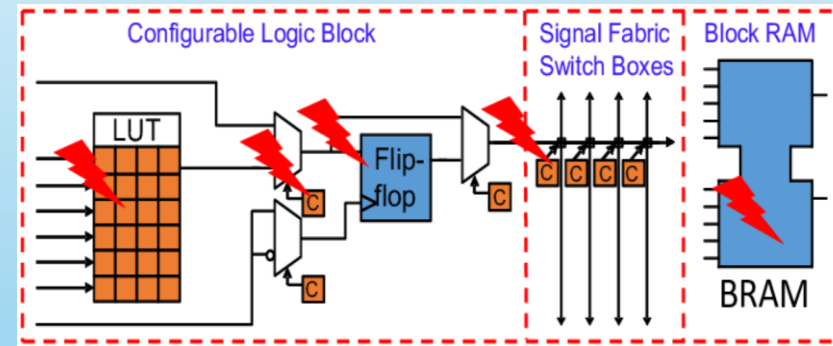 Configurable Logic Block
Signal Fabric
Switch Boxes
Block RAM
LUT
Flip-
flop
C
C
C
C
C
C
C
BRAM